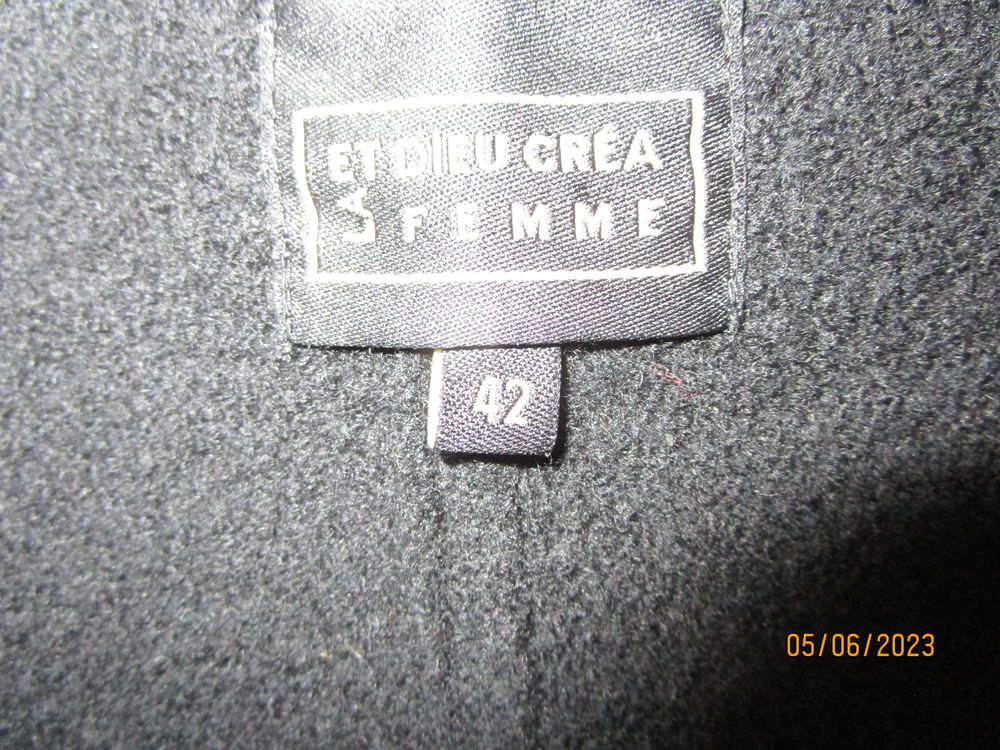 ET DIEU CRÉA
LA FEMME
42
05/06/2023